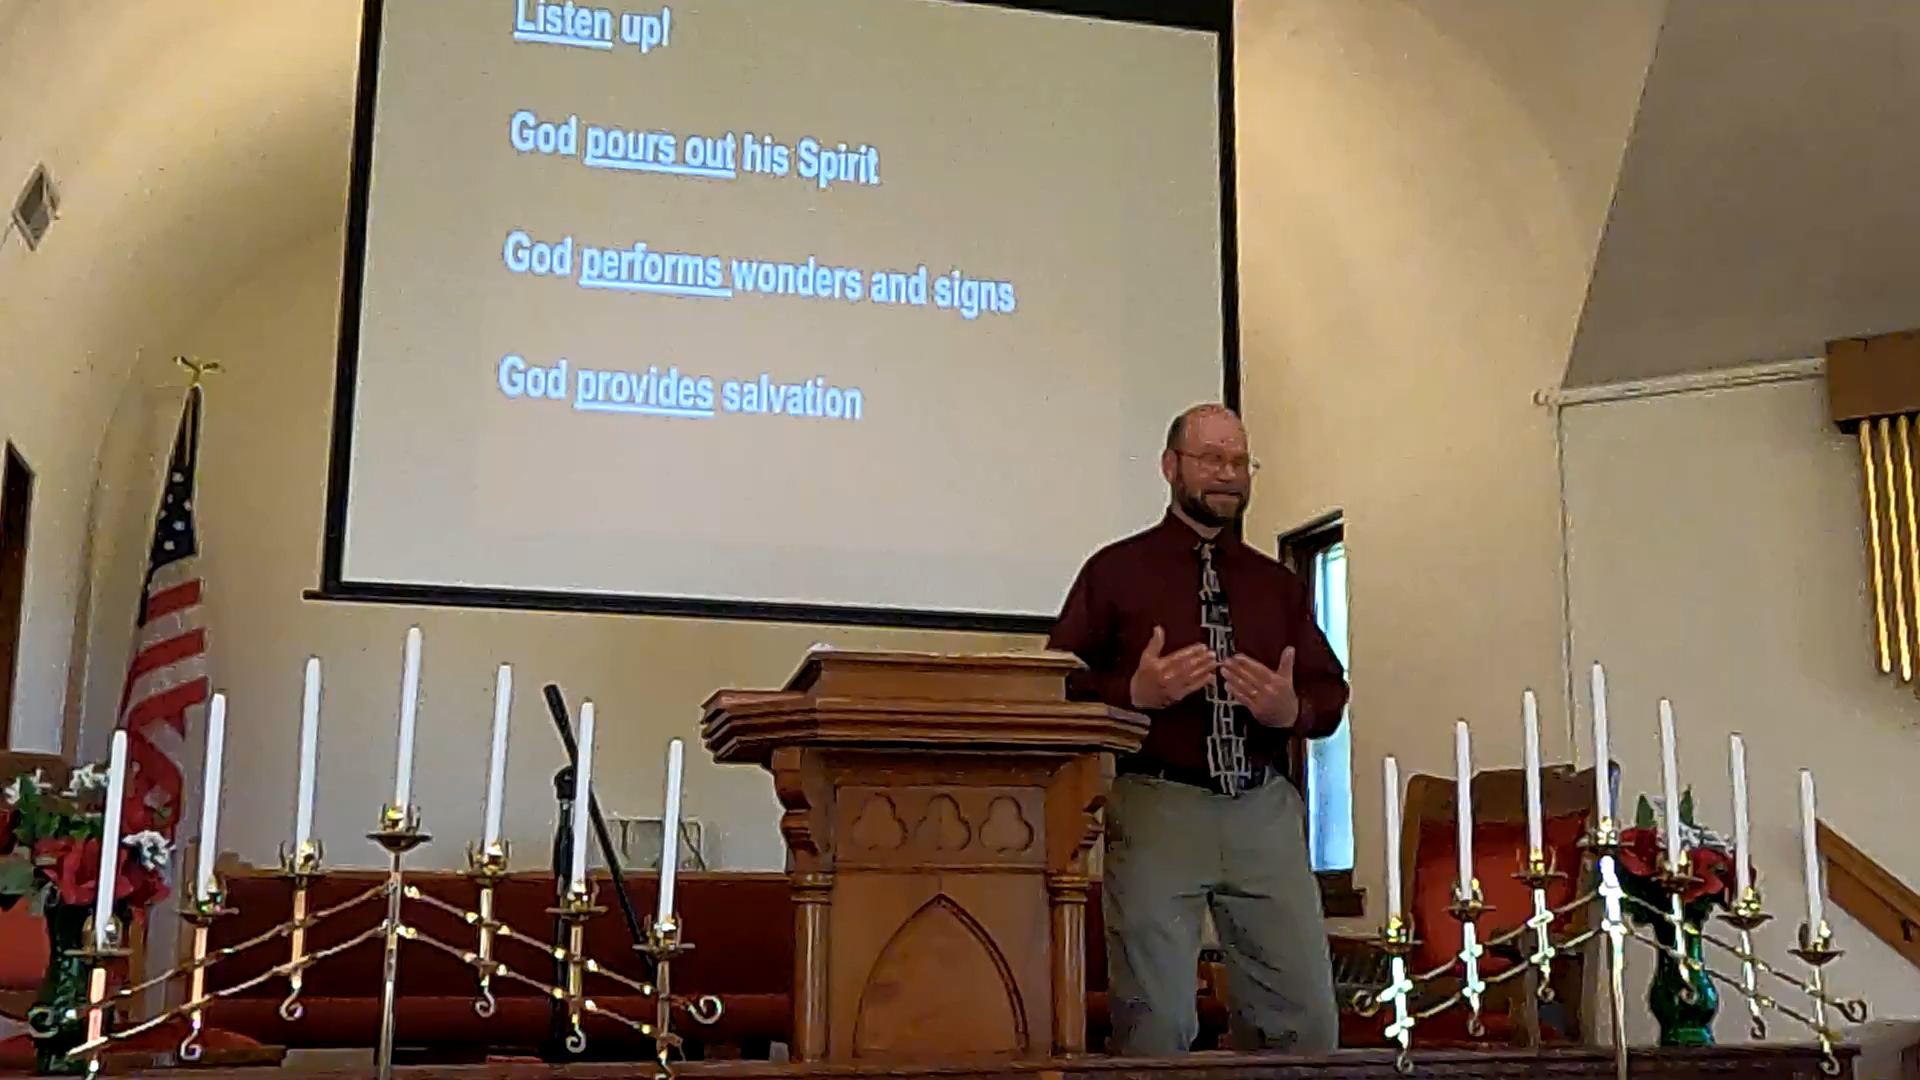 Listen up!
God pours out his Spirit
God performs wonders and signs
God provides salvation